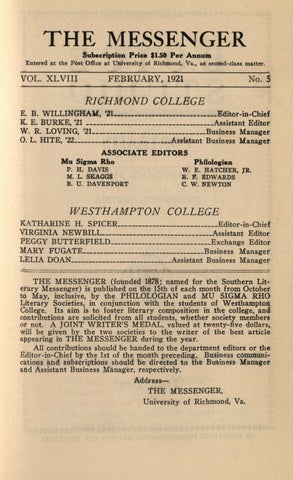 THE MESSENGER
Subscription Price $1.50 Per Annum
Entered at the Post Office at University of Richmond, Va., as second-class matter.
VOL. XLVIII FEBRUARY, 1921 No. 5
RICHMOND COLLEGE
E. B. WILLINGHAM, '21 Editor-in-Chief
K. E. BURKE, '21 Assistant Editor
W. R. LOVING, '21 Business Manager
O. L. HITE, '22 Assistant Business Manager
ASSOCIATE EDITORS
Mu Sigma Rho Philologian
P. H. DAVIS W. E. HATCHER, JR.
M. L. SKAGGS R. F. EDWARDS
B. U. DAVENPORT C. W. NEWTON
WESTHAMPTON COLLEGE
KATHARINE H. SPICER Editor-in-Chief
VIRGINIA NEWBILL Assistant Editor
PEGGY BUTTERFIELD Exchange Editor
MARY FUGATE Business Manager
LELIA DOAN Assistant Business Manager
THE MESSENGER (founded 1878; named for the Southern Lit-
erary Messenger) is published on the 15th of each month from October
to May, inclusive, by the PHILOLOGIAN and MU SIGMA RHO
Literary Societies, in conjunction with the students of Westhampton
College. Its aim is to foster literary composition in the college, and
contributions are solicited from all students, whether society members
or not. A JOINT WRITER'S MEDAL, valued at twenty-five dollars,
will be given by the two societies to the writer of the best article
appearing in THE MESSENGER during the year.
All contributions should be handed to the department editors or the
Editor-in-Chief by the 1st of the month preceding. Business communi-
cations and subscriptions should be directed to the Business Manager
and Assistant Business Manager, respectively.
Address—
THE MESSENGER,
University of Richmond, Va.